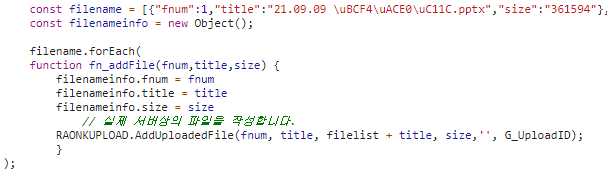 const filename = [{"fnum":1,"title":"21.09.09 \uBCF4\uACE0\uC11C.pptx","size":"361594"},
const filenameinfo = new Object();
filename.forEach(
function fn_addFile(fnum,title,size) {
filenameinfo.fnum = fnum
filenameinfo.title = title
filenameinfo.size = size
// 실제 서버상의 파일을 작성합니다.
RAONKUPLOAD.AddUploadedFile(fnum, title, filelist + title, size,'', G_UploadID);
}
);